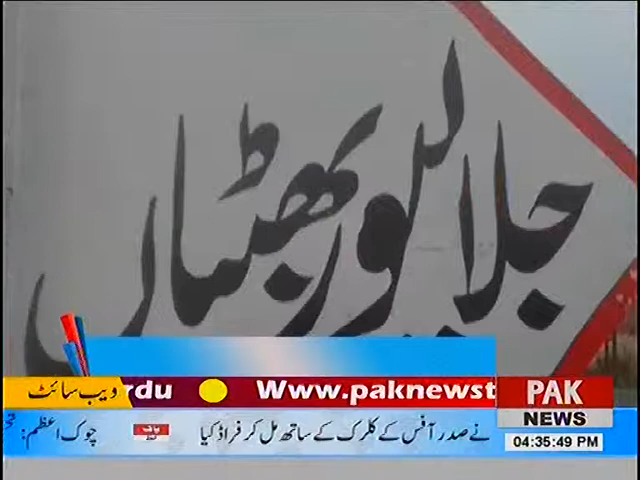 جلالپور بھٹیاں
ویب سائٹ rdu Www.paknewst
PAK
NEWS
نے صدر آفس کے کلرک کے ساتھ مل کر فراڈ کیا چوک اعظم:
04:35:49 PM